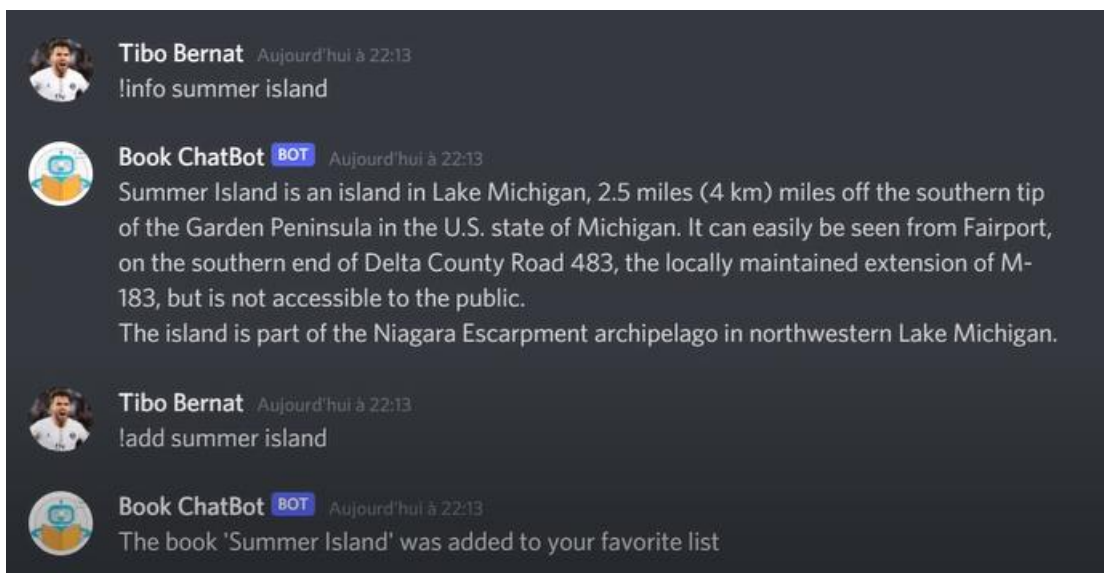 Tibo Bernat Aujourd'hui à 22:13
!info summer island
Book ChatBot BOT Aujourd'hui à 22:13
Summer Island is an island in Lake Michigan, 2.5 miles (4 km) miles off the southern tip
of the Garden Peninsula in the U.S. state of Michigan. It can easily be seen from Fairport,
on the southern end of Delta County Road 483, the locally maintained extension of M-
183, but is not accessible to the public.
The island is part of the Niagara Escarpment archipelago in northwestern Lake Michigan.
Tibo Bernat Aujourd'hui à 22:13
!add summer island
Book ChatBot BOT Aujourd'hui à 22:13
The book 'Summer Island' was added to your favorite list